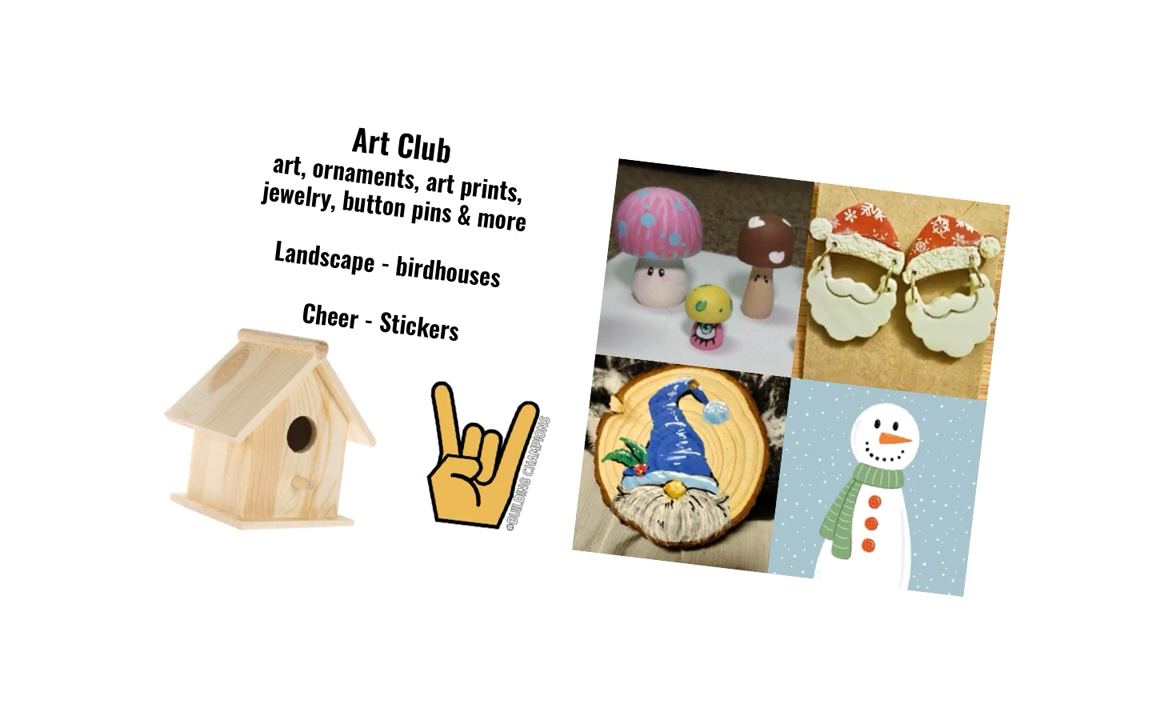 Art Club
art, ornaments, art prints,
jewelry, button pins & more
Landscape - birdhouses
Cheer - Stickers
#BUILDING CHAMPIONS